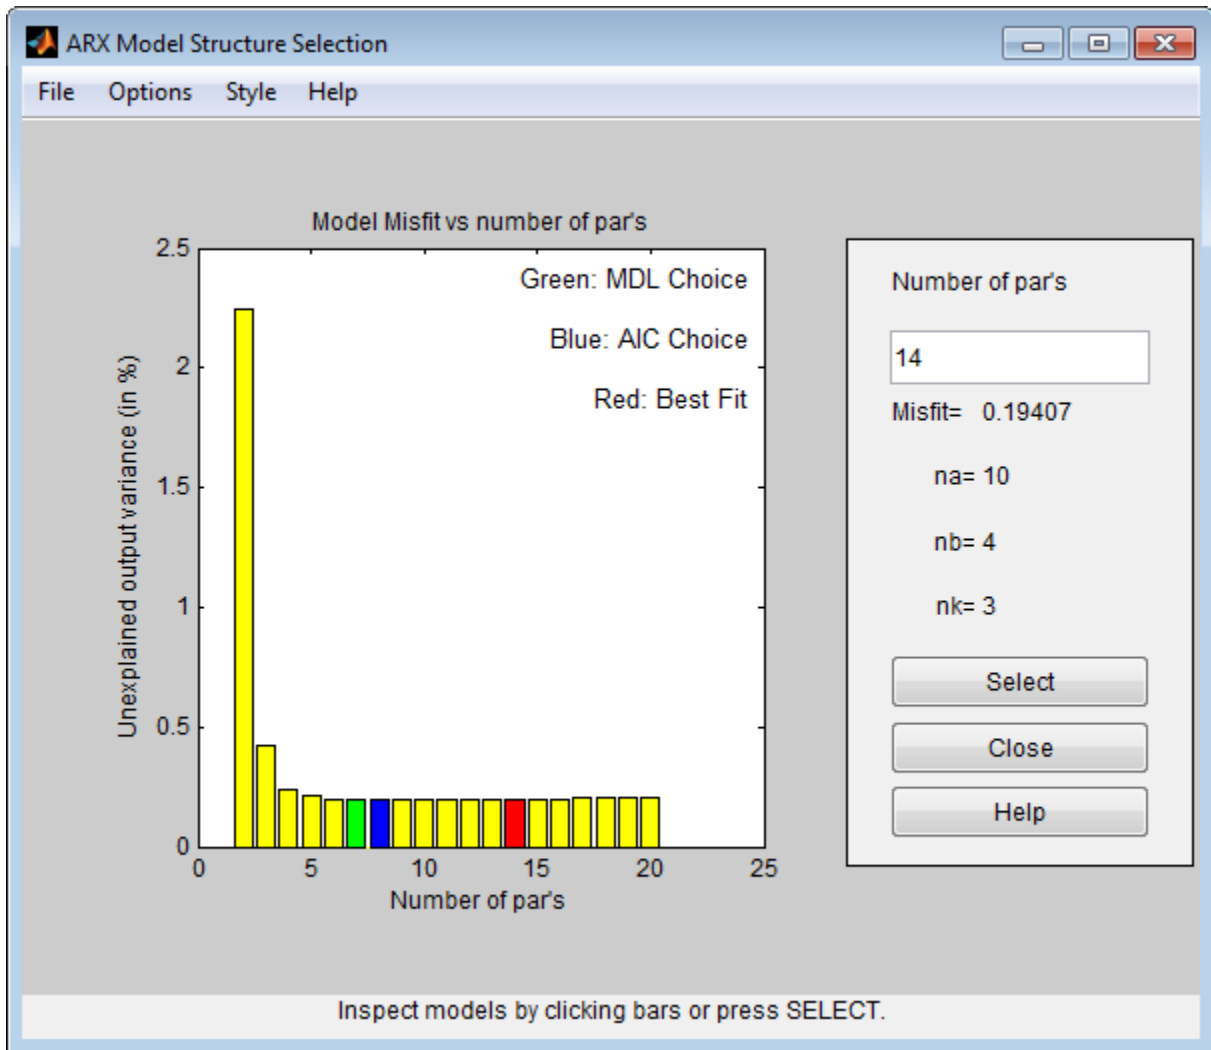 ARX Model Structure Selection
File Options Style Help
Model Misfit vs number of par's
2.5
2
1.5
1
0.5
0
Unexplained output variance (in %)
Green: MDL Choice
Blue: AIC Choice
Red: Best Fit
0 5 10 15 20 25
Number of par's
Number of par's
14
Misfit= 0.19407
na= 10
nb= 4
nk= 3
Select
Close
Help
Inspect models by clicking bars or press SELECT.